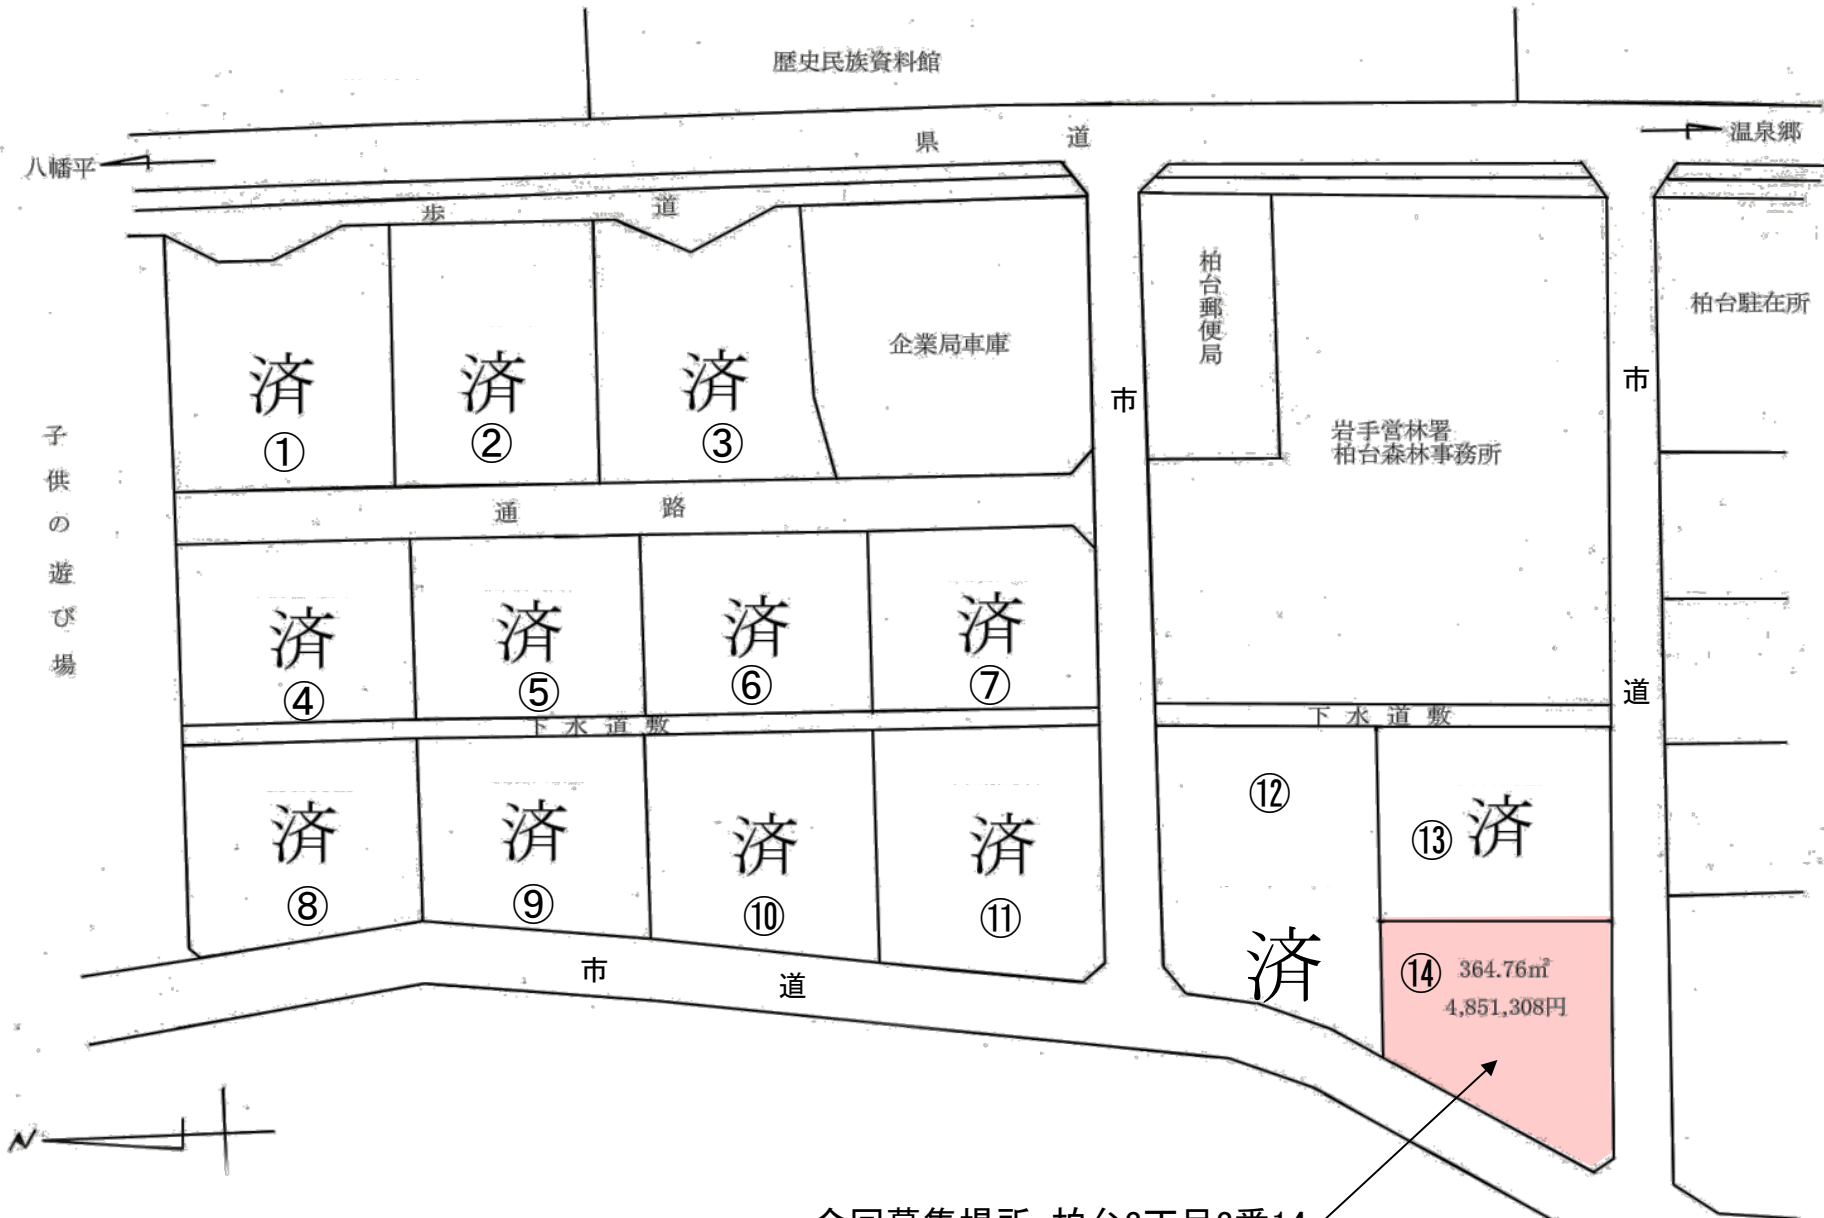 歴史民族資料館
県道
温泉郷
八幡平
歩道
柏台郵便局
柏台駐在所
企業局車庫
市道
市道
岩手営林署
柏台森林事務所
済
①
済
②
済
③
子供の遊び場
通路
済
④
済
⑤
済
⑥
済
⑦
下水道敷
下水道敷
済
⑧
済
⑨
済
⑩
済
⑪
⑫
済
⑬ 済
⑭ 364.76㎡
4,851,308円
市道
N